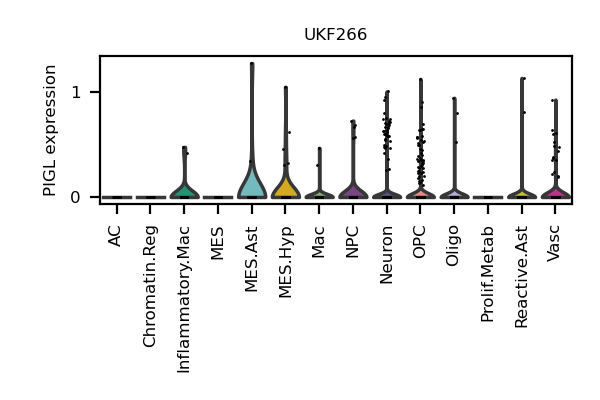 UKF266
PIGL expression
1
0
AC
Chromatin.Reg
Inflammatory.Mac
MES
MES.Ast
MES.Hyp
Mac
NPC
Neuron
OPC
Oligo
Prolif.Metab
Reactive.Ast
Vasc